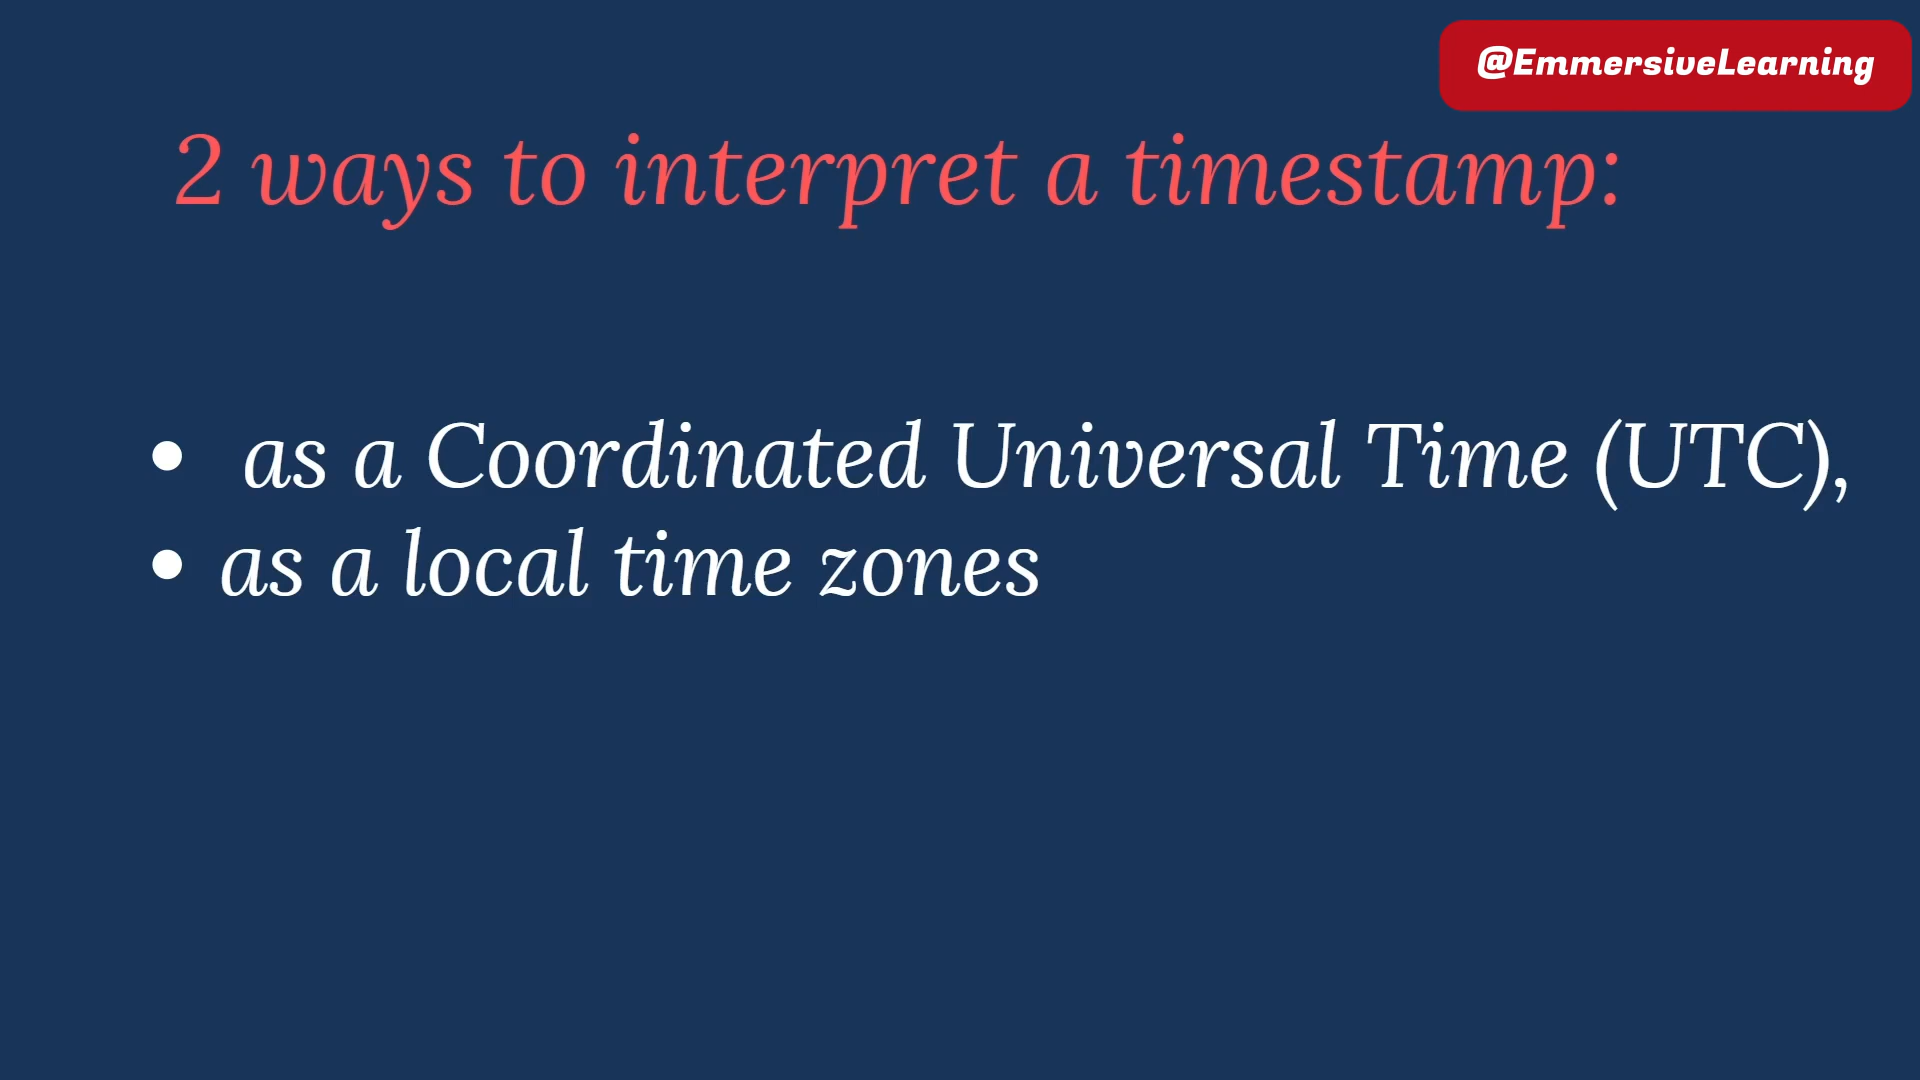 @EmmersiveLearning
2 ways to interpret a timestamp:
• as a Coordinated Universal Time (UTC),
• as a local time zones